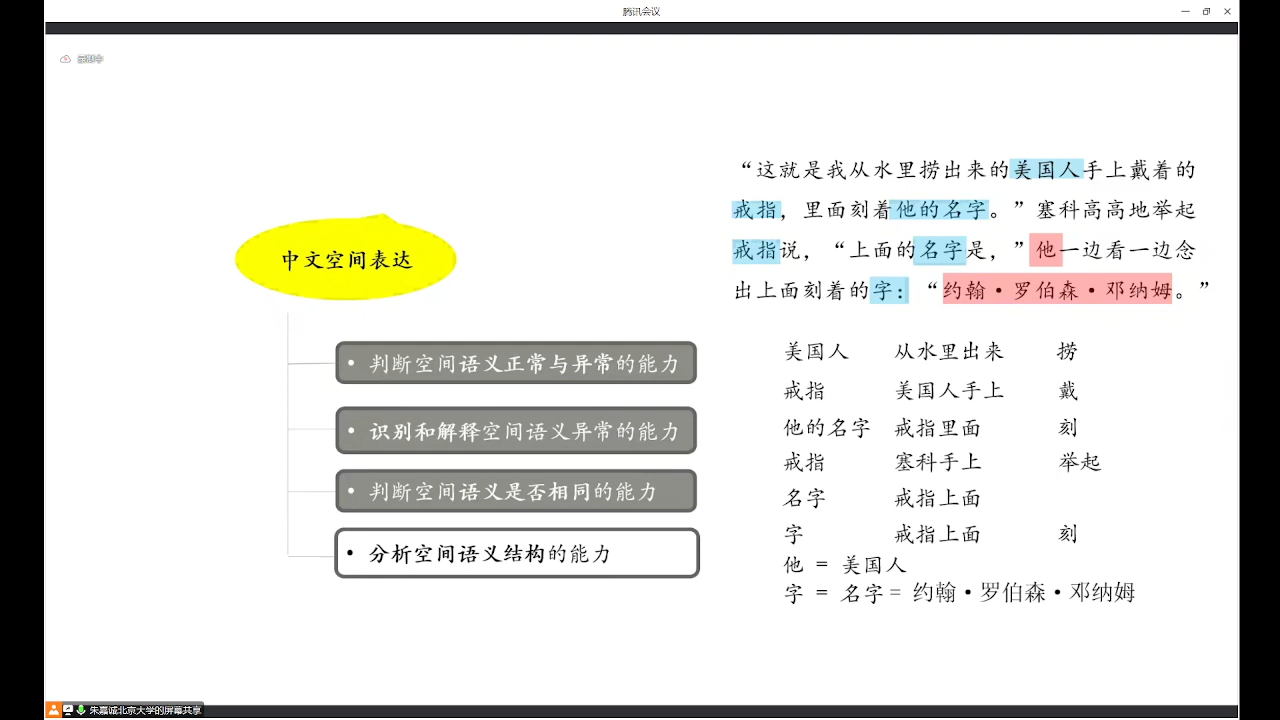 腾讯会议
录制中
“这就是我从水里捞出来的美国人手上戴着的
戒指，里面刻着他的名字。”塞科高高地举起
戒指说，“上面的名字是，”他一边看一边念
出上面刻着的字：“约翰·罗伯森·邓纳姆。”
中文空间表达
• 判断空间语义正常与异常的能力
• 识别和解释空间语义异常的能力
• 判断空间语义是否相同的能力
• 分析空间语义结构的能力
美国人 从水里出来 捞
戒指 美国人手上 戴
他的名字 戒指里面 刻
戒指 塞科手上 举起
名字 戒指上面
字 戒指上面 刻
他 = 美国人
字 = 名字 = 约翰·罗伯森·邓纳姆
朱嘉诚北京大学的屏幕共享